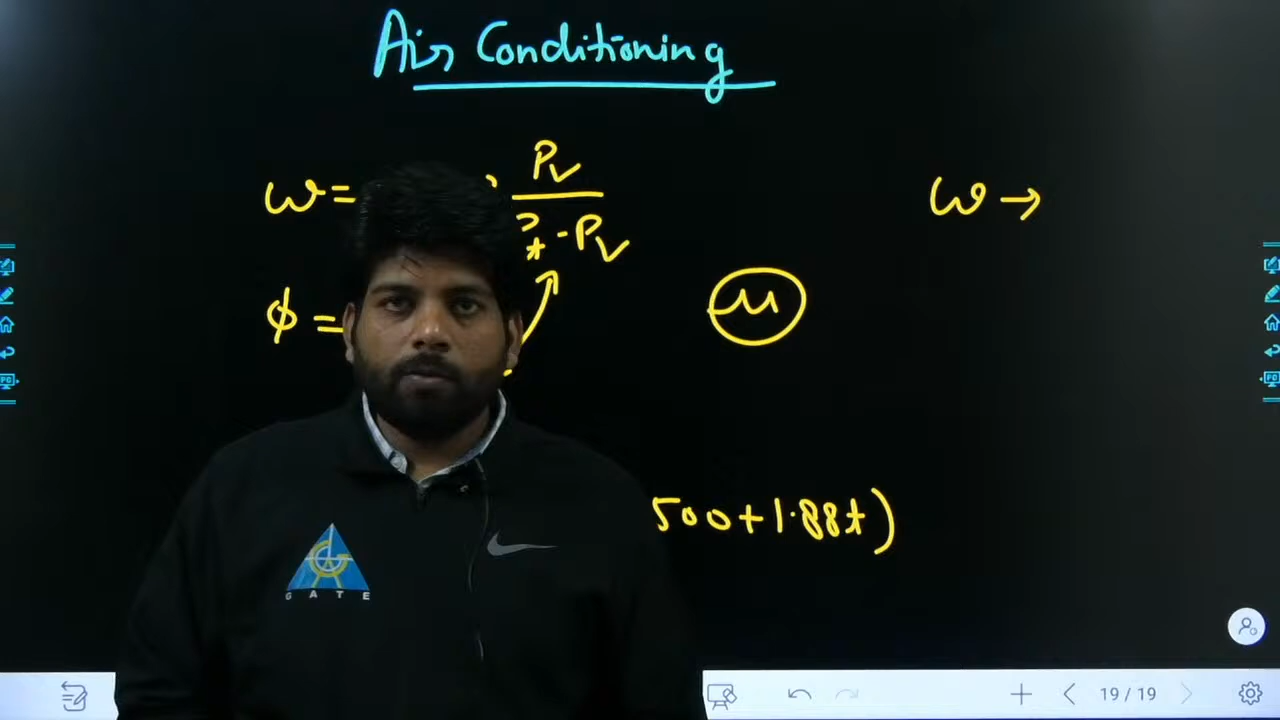 Air Conditioning
ω = Pv
- Pv
ω →
φ =
μ
500 + 1.88t)
GATE
19 / 19